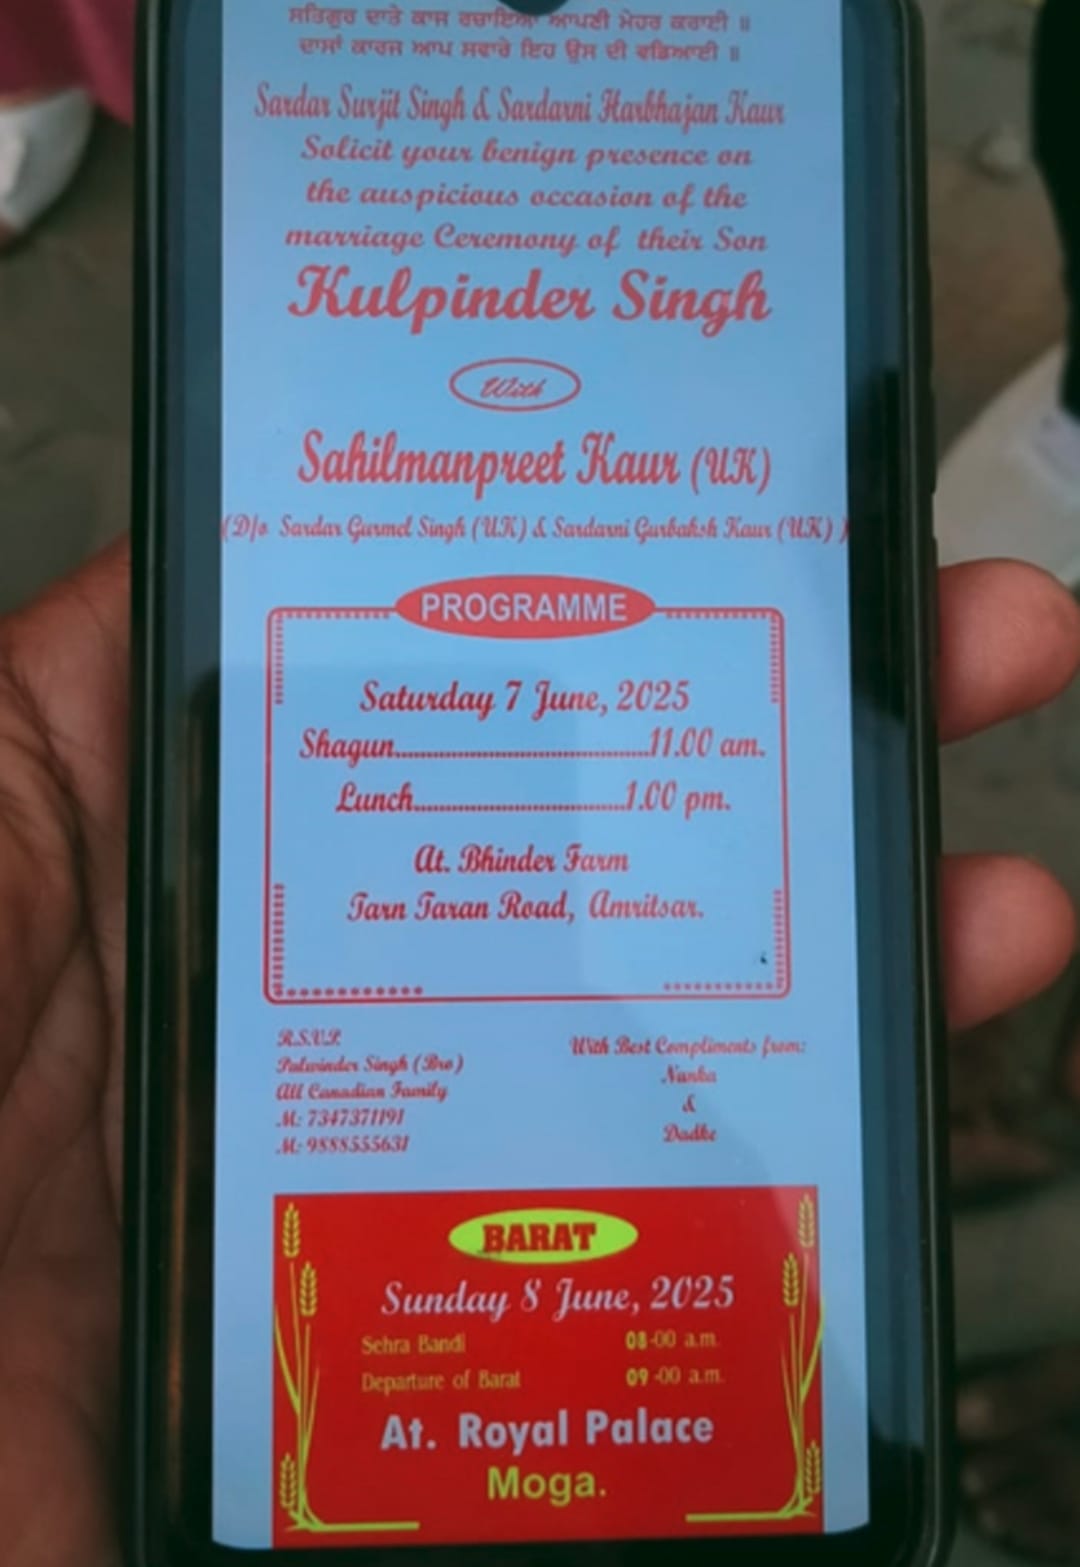 ਸਤਿਗੁਰ ਦਾਤੇ ਕਾਜ ਰਚਾਇਆ ਆਪਣੀ ਮੇਹਰ ਕਰਾਈ ॥
ਦਾਸਾਂ ਕਾਰਜ ਆਪ ਸਵਾਰੇ ਇਹ ਉਸ ਦੀ ਵਡਿਆਈ ॥
Sardar Surjit Singh & Sardarni Harbhajan Kaur
Solicit your benign presence on
the auspicious occasion of the
marriage Ceremony of their Son
Kulpinder Singh
With
Sahilmanpreet Kaur (UK)
(D/o Sardar Gurmel Singh (UK) & Sardarni Gurbaksh Kaur (UK) )
PROGRAMME
Saturday 7 June, 2025
Shagun......................................11.00 am.
Lunch................................1.00 pm.
At. Bhinder Farm
Tarn Taran Road, Amritsar.
R.S.V.P.
Palwinder Singh (Bro)
All Canadian Family
M: 7347371191
M: 9888555631
With Best Compliments from:
Nanka
&
Dadke
BARAT
Sunday 8 June, 2025
Sehra Bandi 08-00 a.m.
Departure of Barat 09-00 a.m.
At. Royal Palace
Moga.